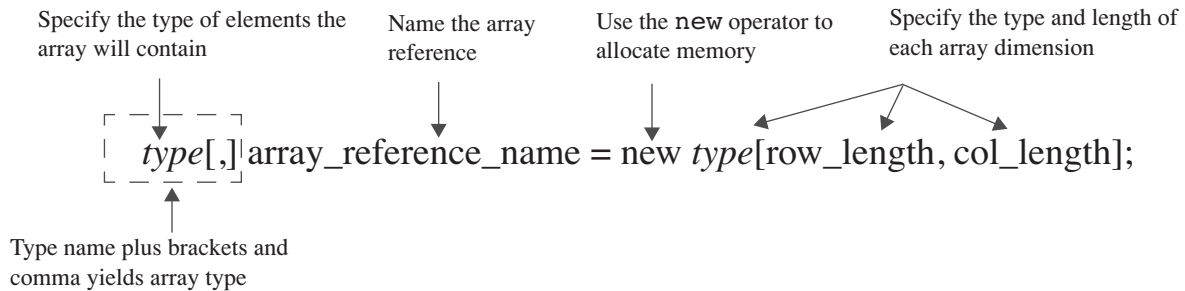 Specify the type of elements the
array will contain
Name the array
reference
Use the new operator to
allocate memory
Specify the type and length of
each array dimension
type[,] array_reference_name = new type[row_length, col_length];
Type name plus brackets and
comma yields array type